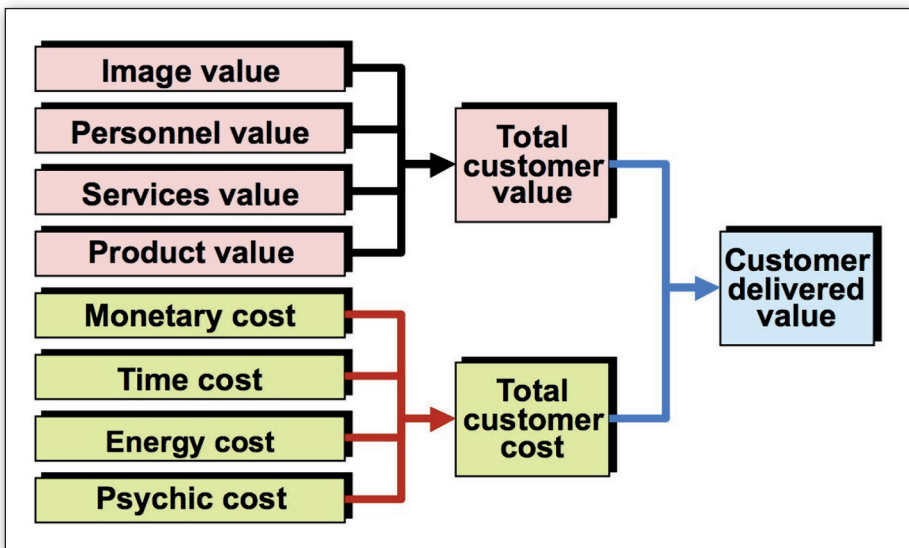 Image value
Personnel value
Services value
Product value
Monetary cost
Time cost
Energy cost
Psychic cost
Total
customer
value
Total
customer
cost
Customer
delivered
value